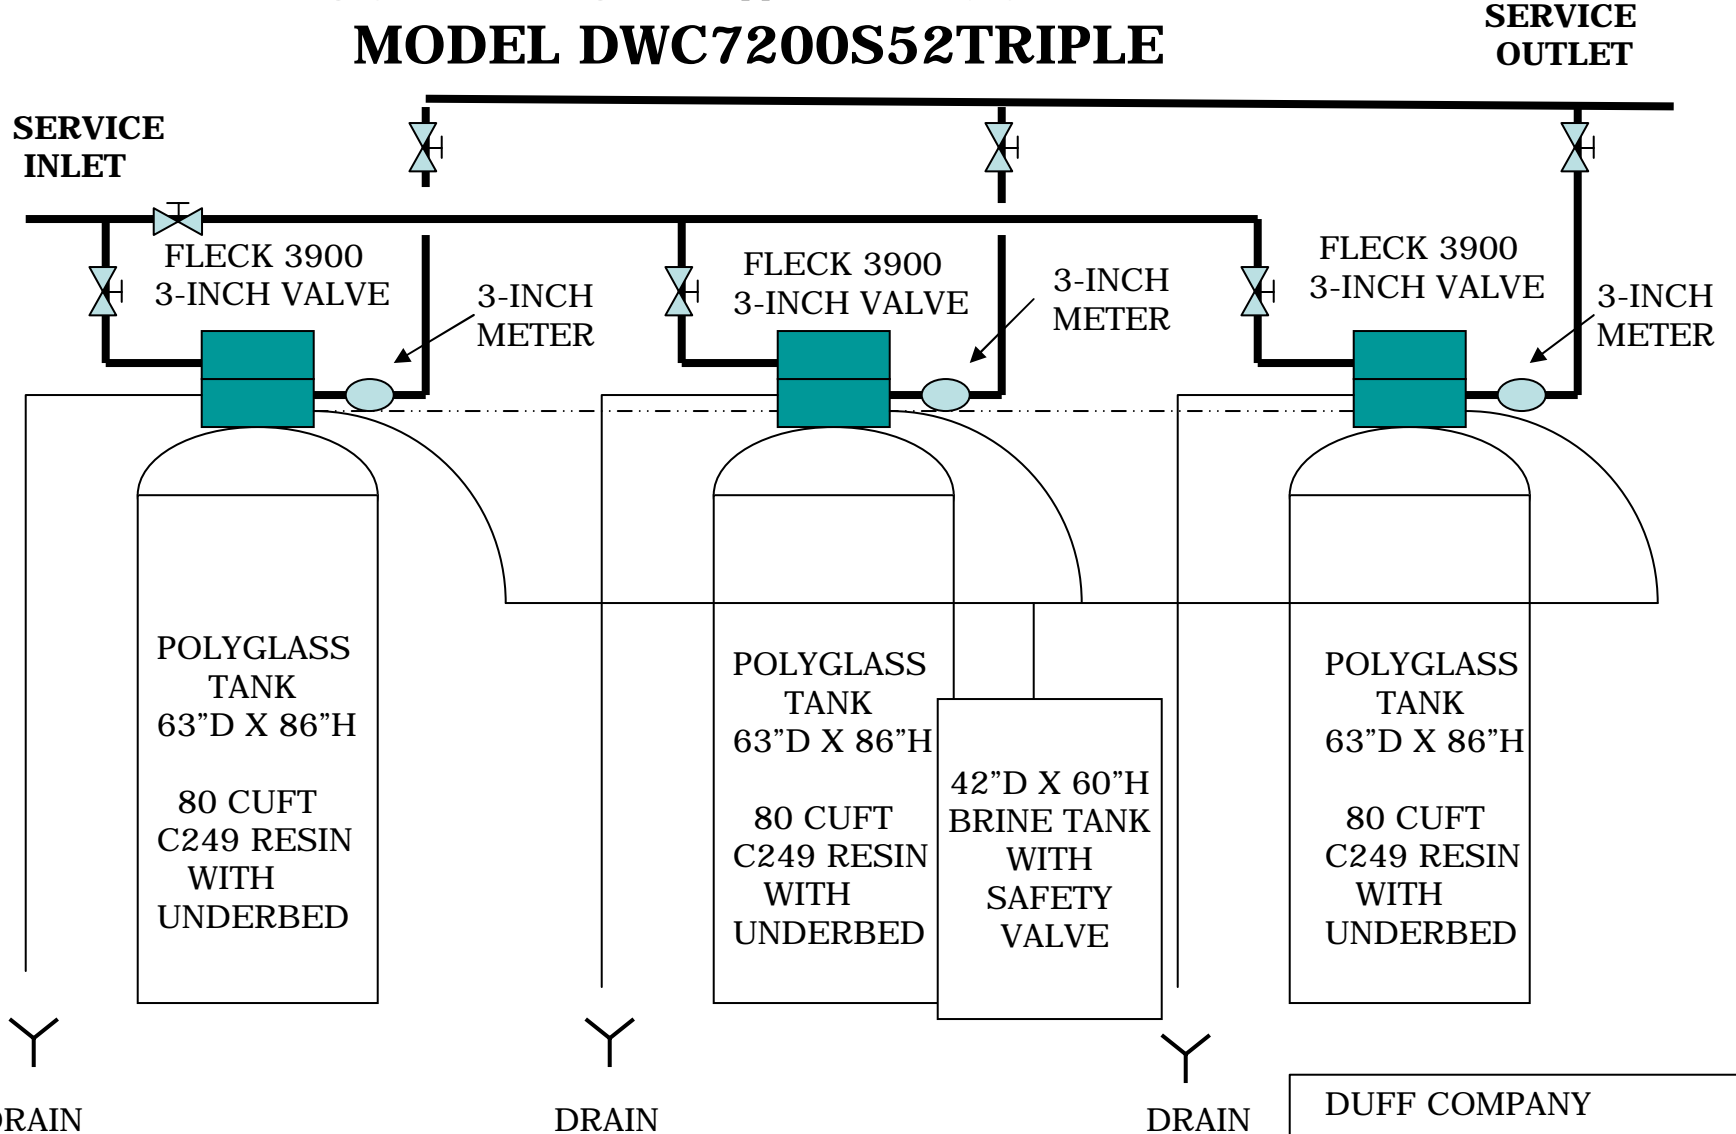 MODEL DWC7200S52TRIPLE
SERVICE
OUTLET
SERVICE
INLET
FLECK 3900
3-INCH VALVE
3-INCH
METER
FLECK 3900
3-INCH VALVE
3-INCH
METER
FLECK 3900
3-INCH VALVE
3-INCH
METER
POLYGLASS
TANK
63”D X 86”H
80 CUFT
C249 RESIN
WITH
UNDERBED
POLYGLASS
TANK
63”D X 86”H
80 CUFT
C249 RESIN
WITH
UNDERBED
42”D X 60”H
BRINE TANK
WITH
SAFETY
VALVE
POLYGLASS
TANK
63”D X 86”H
80 CUFT
C249 RESIN
WITH
UNDERBED
DRAIN
DRAIN
DRAIN
DUFF COMPANY